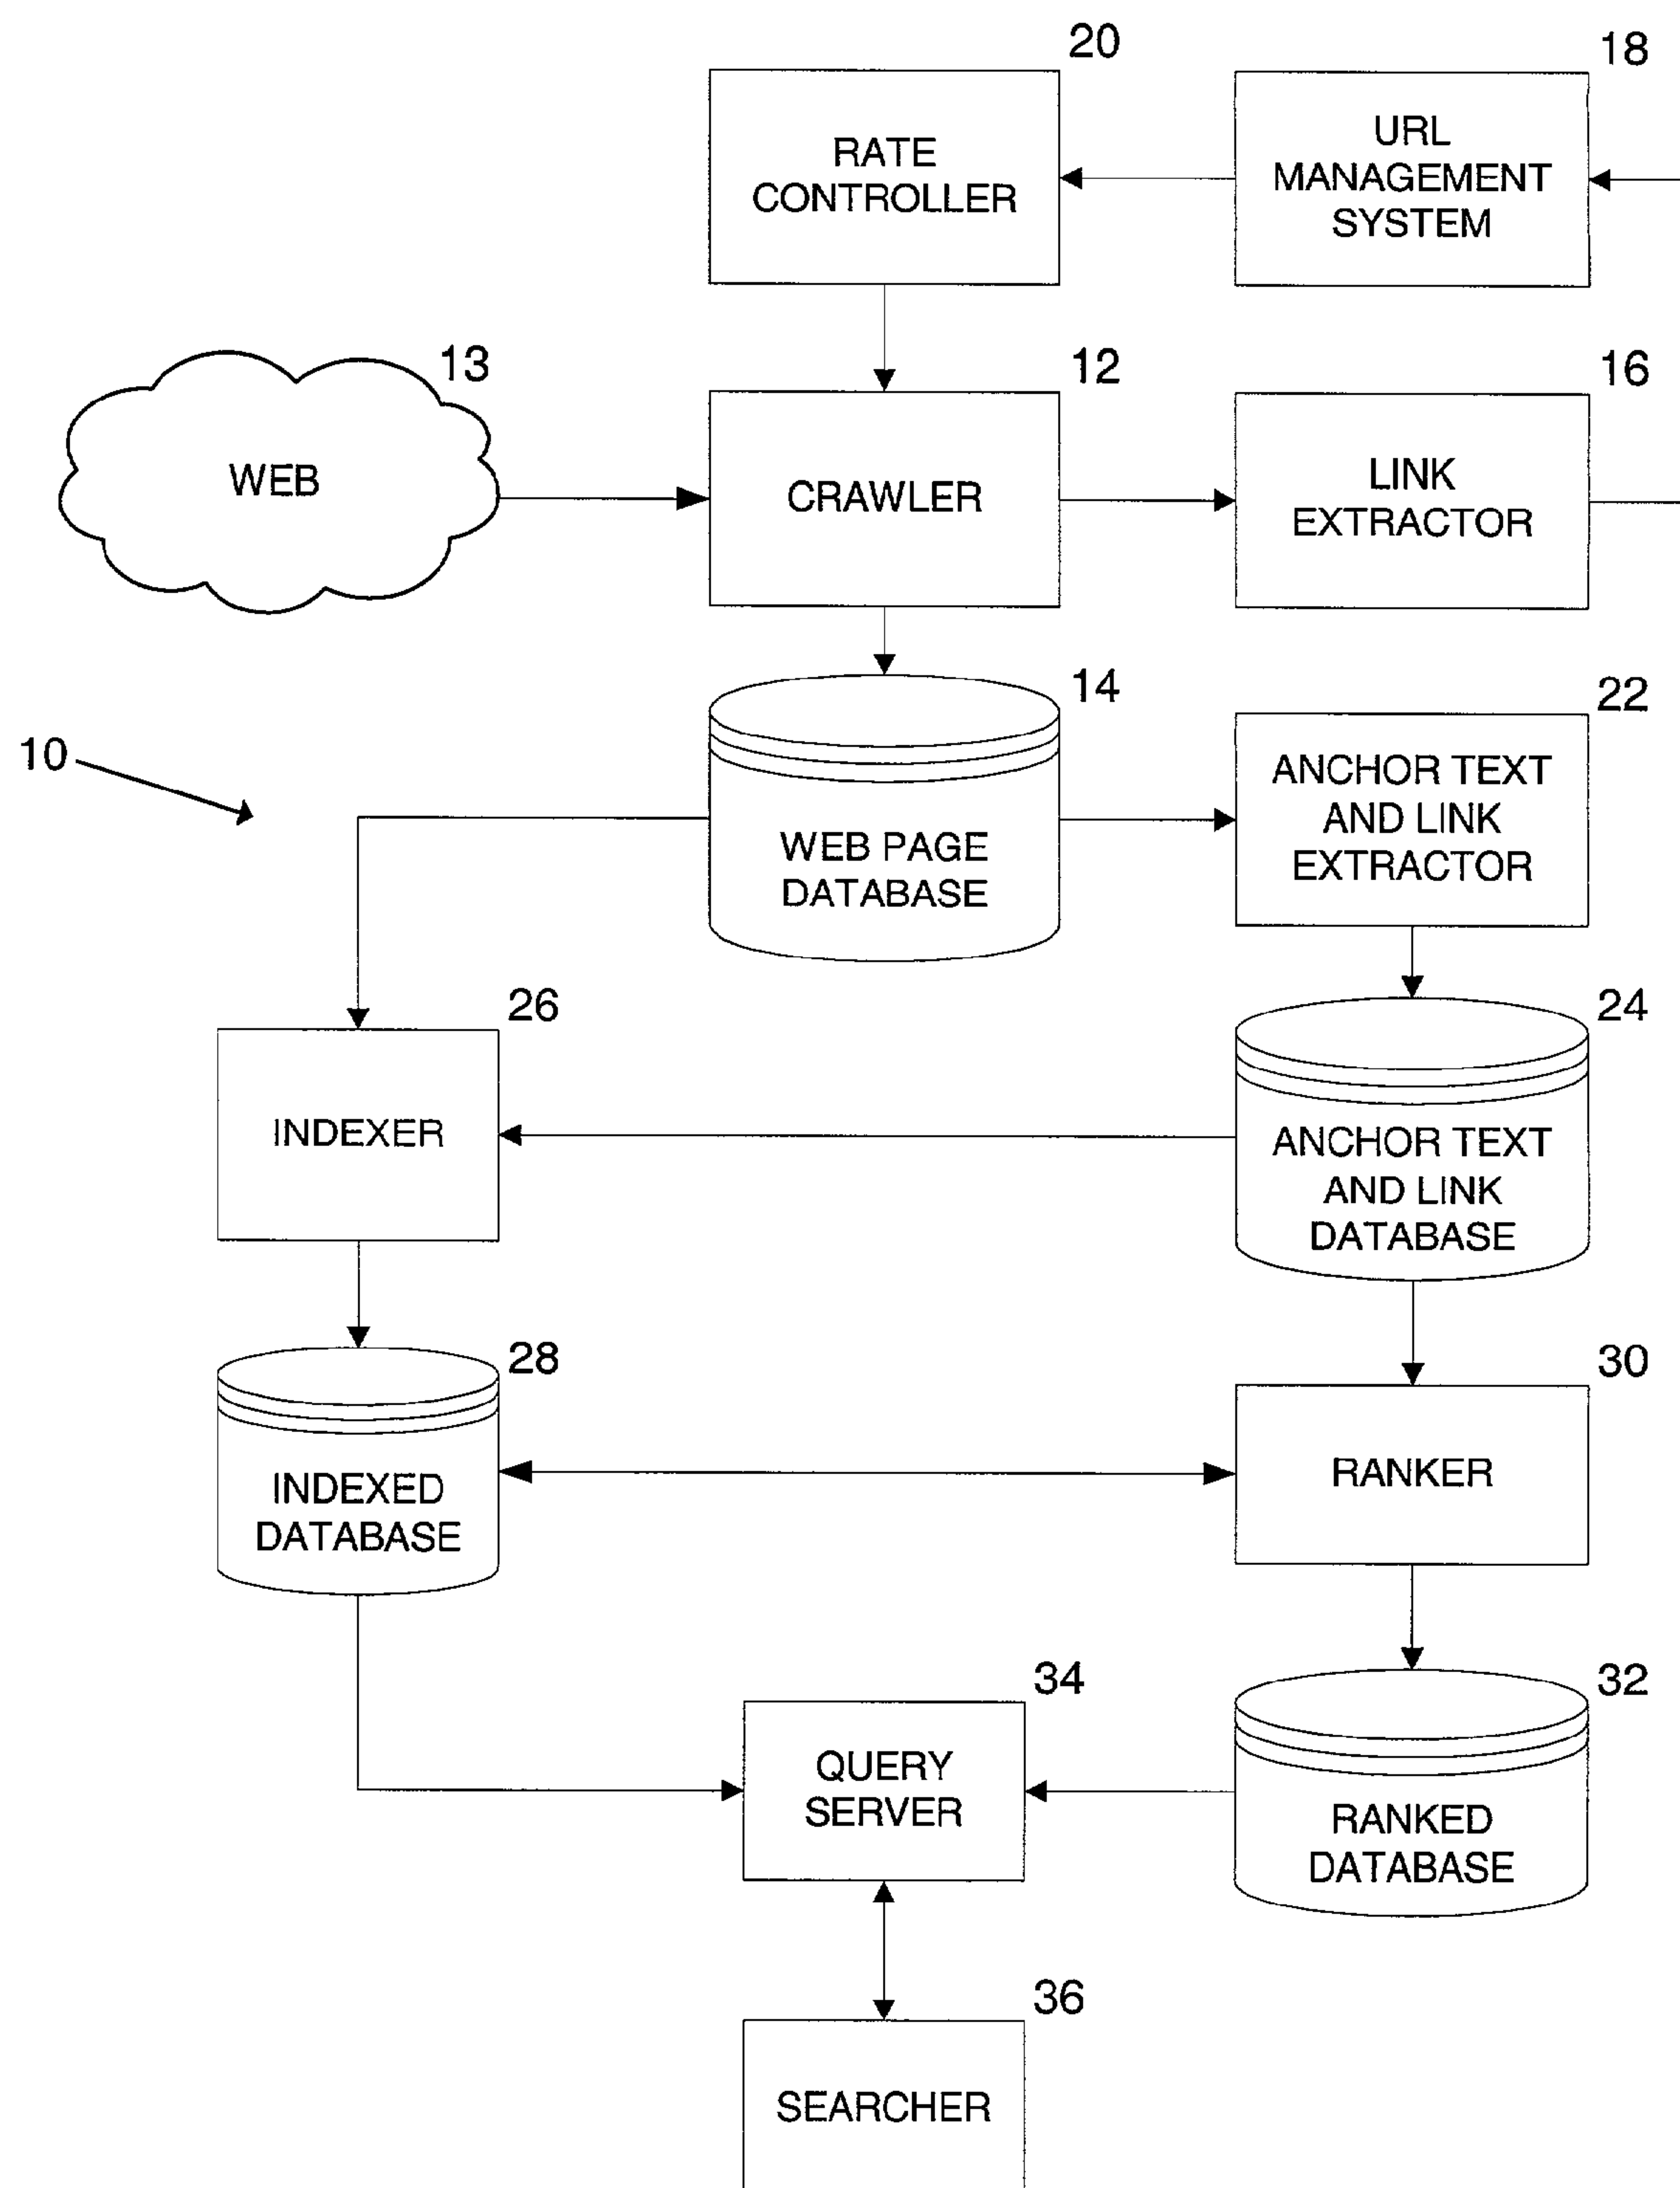 20
18
RATE
CONTROLLER
URL
MANAGEMENT
SYSTEM
13
12
16
WEB
CRAWLER
LINK
EXTRACTOR
14
22
10
WEB PAGE
DATABASE
ANCHOR TEXT
AND LINK
EXTRACTOR
26
24
INDEXER
ANCHOR TEXT
AND LINK
DATABASE
28
30
INDEXED
DATABASE
RANKER
34
32
QUERY
SERVER
RANKED
DATABASE
36
SEARCHER